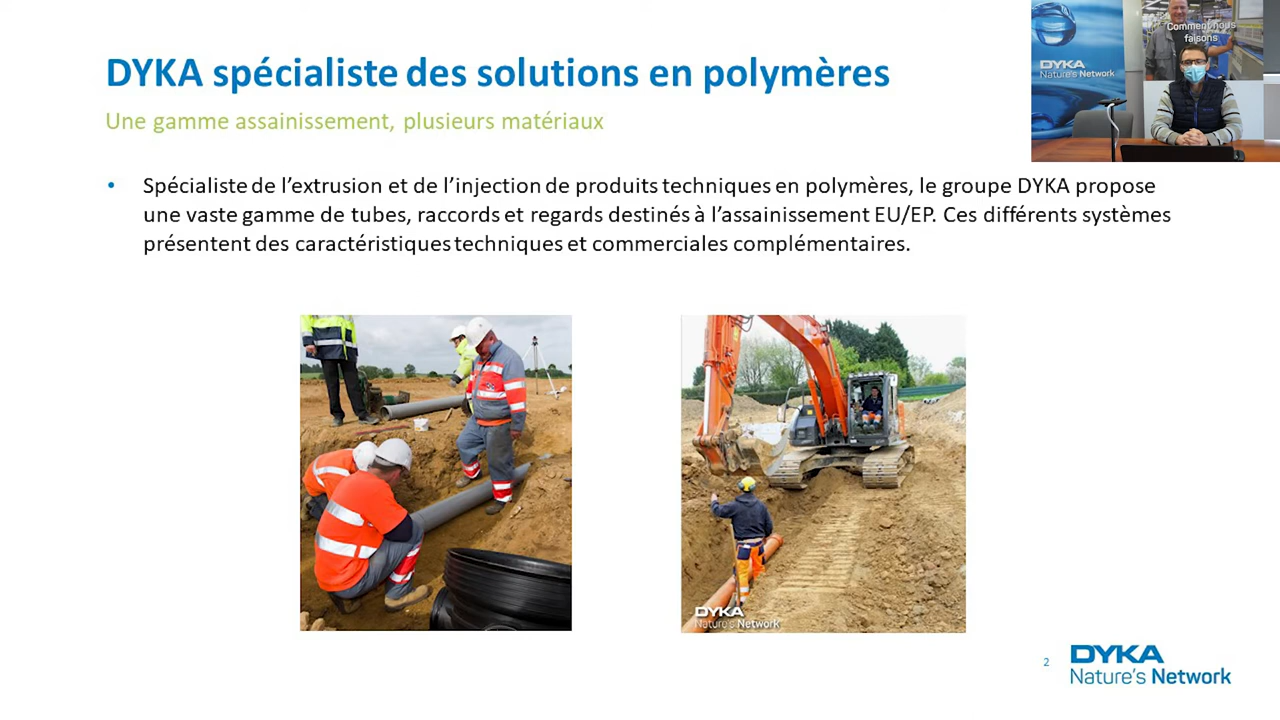 DYKA spécialiste des solutions en polymères
Une gamme assainissement, plusieurs matériaux
Comment nous
faisons
DYKA
Nature's Network
• Spécialiste de l'extrusion et de l'injection de produits techniques en polymères, le groupe DYKA propose
une vaste gamme de tubes, raccords et regards destinés à l'assainissement EU/EP. Ces différents systèmes
présentent des caractéristiques techniques et commerciales complémentaires.
DYKA
Nature's Network
2
DYKA
Nature's Network